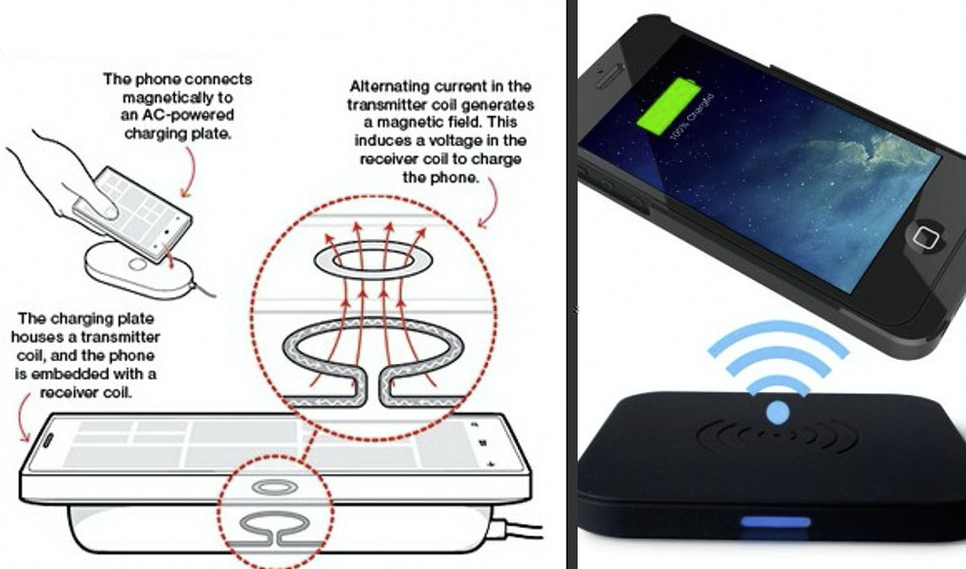 The phone connects
magnetically to
an AC-powered
charging plate.
Alternating current in the
transmitter coil generates
a magnetic field. This
induces a voltage in the
receiver coil to charge
the phone.
The charging plate
houses a transmitter
coil, and the phone
is embedded with a
receiver coil.
100% Charged